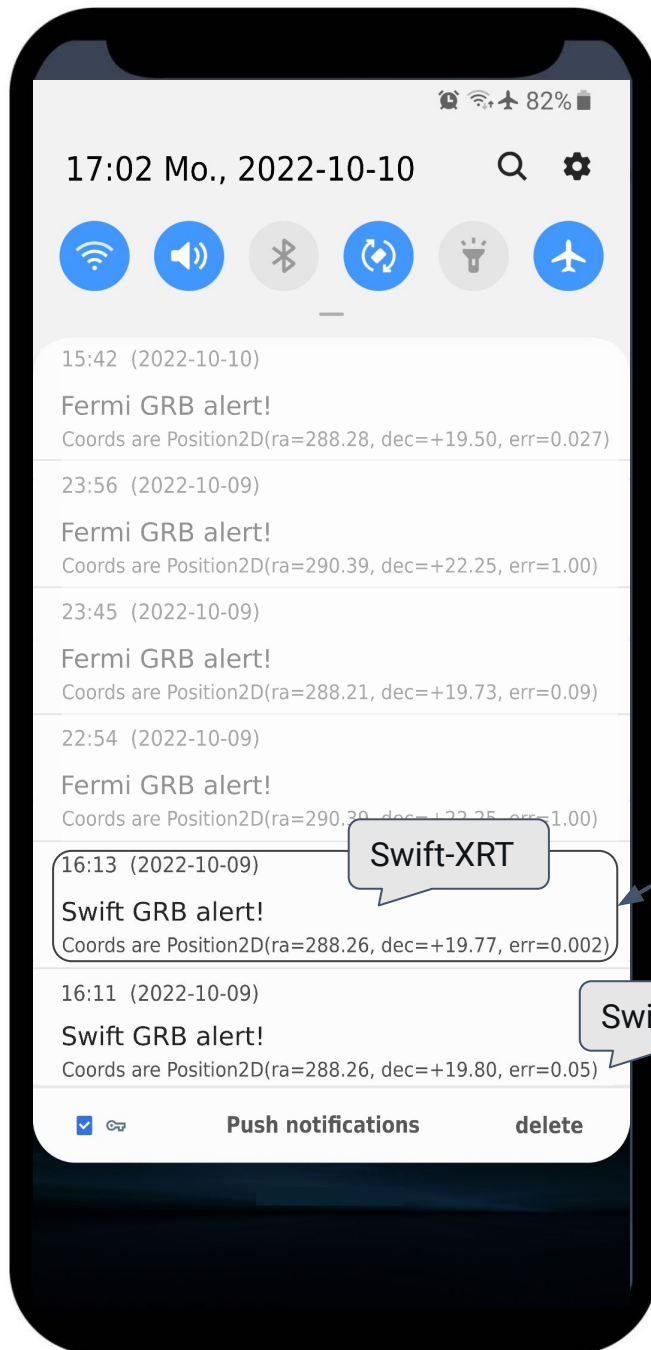 82%
17:02 Mo., 2022-10-10
15:42 (2022-10-10)
Fermi GRB alert!
Coords are Position2D(ra=288.28, dec=+19.50, err=0.027)
23:56 (2022-10-09)
Fermi GRB alert!
Coords are Position2D(ra=290.39, dec=+22.25, err=1.00)
23:45 (2022-10-09)
Fermi GRB alert!
Coords are Position2D(ra=288.21, dec=+19.73, err=0.09)
22:54 (2022-10-09)
Fermi GRB alert!
Coords are Position2D(ra=290.39, dec=+22.25, err=1.00)
Swift-XRT
16:13 (2022-10-09)
Swift GRB alert!
Coords are Position2D(ra=288.26, dec=+19.77, err=0.002)
16:11 (2022-10-09)
Swi
Swift GRB alert!
Coords are Position2D(ra=288.26, dec=+19.80, err=0.05)
Push notifications delete